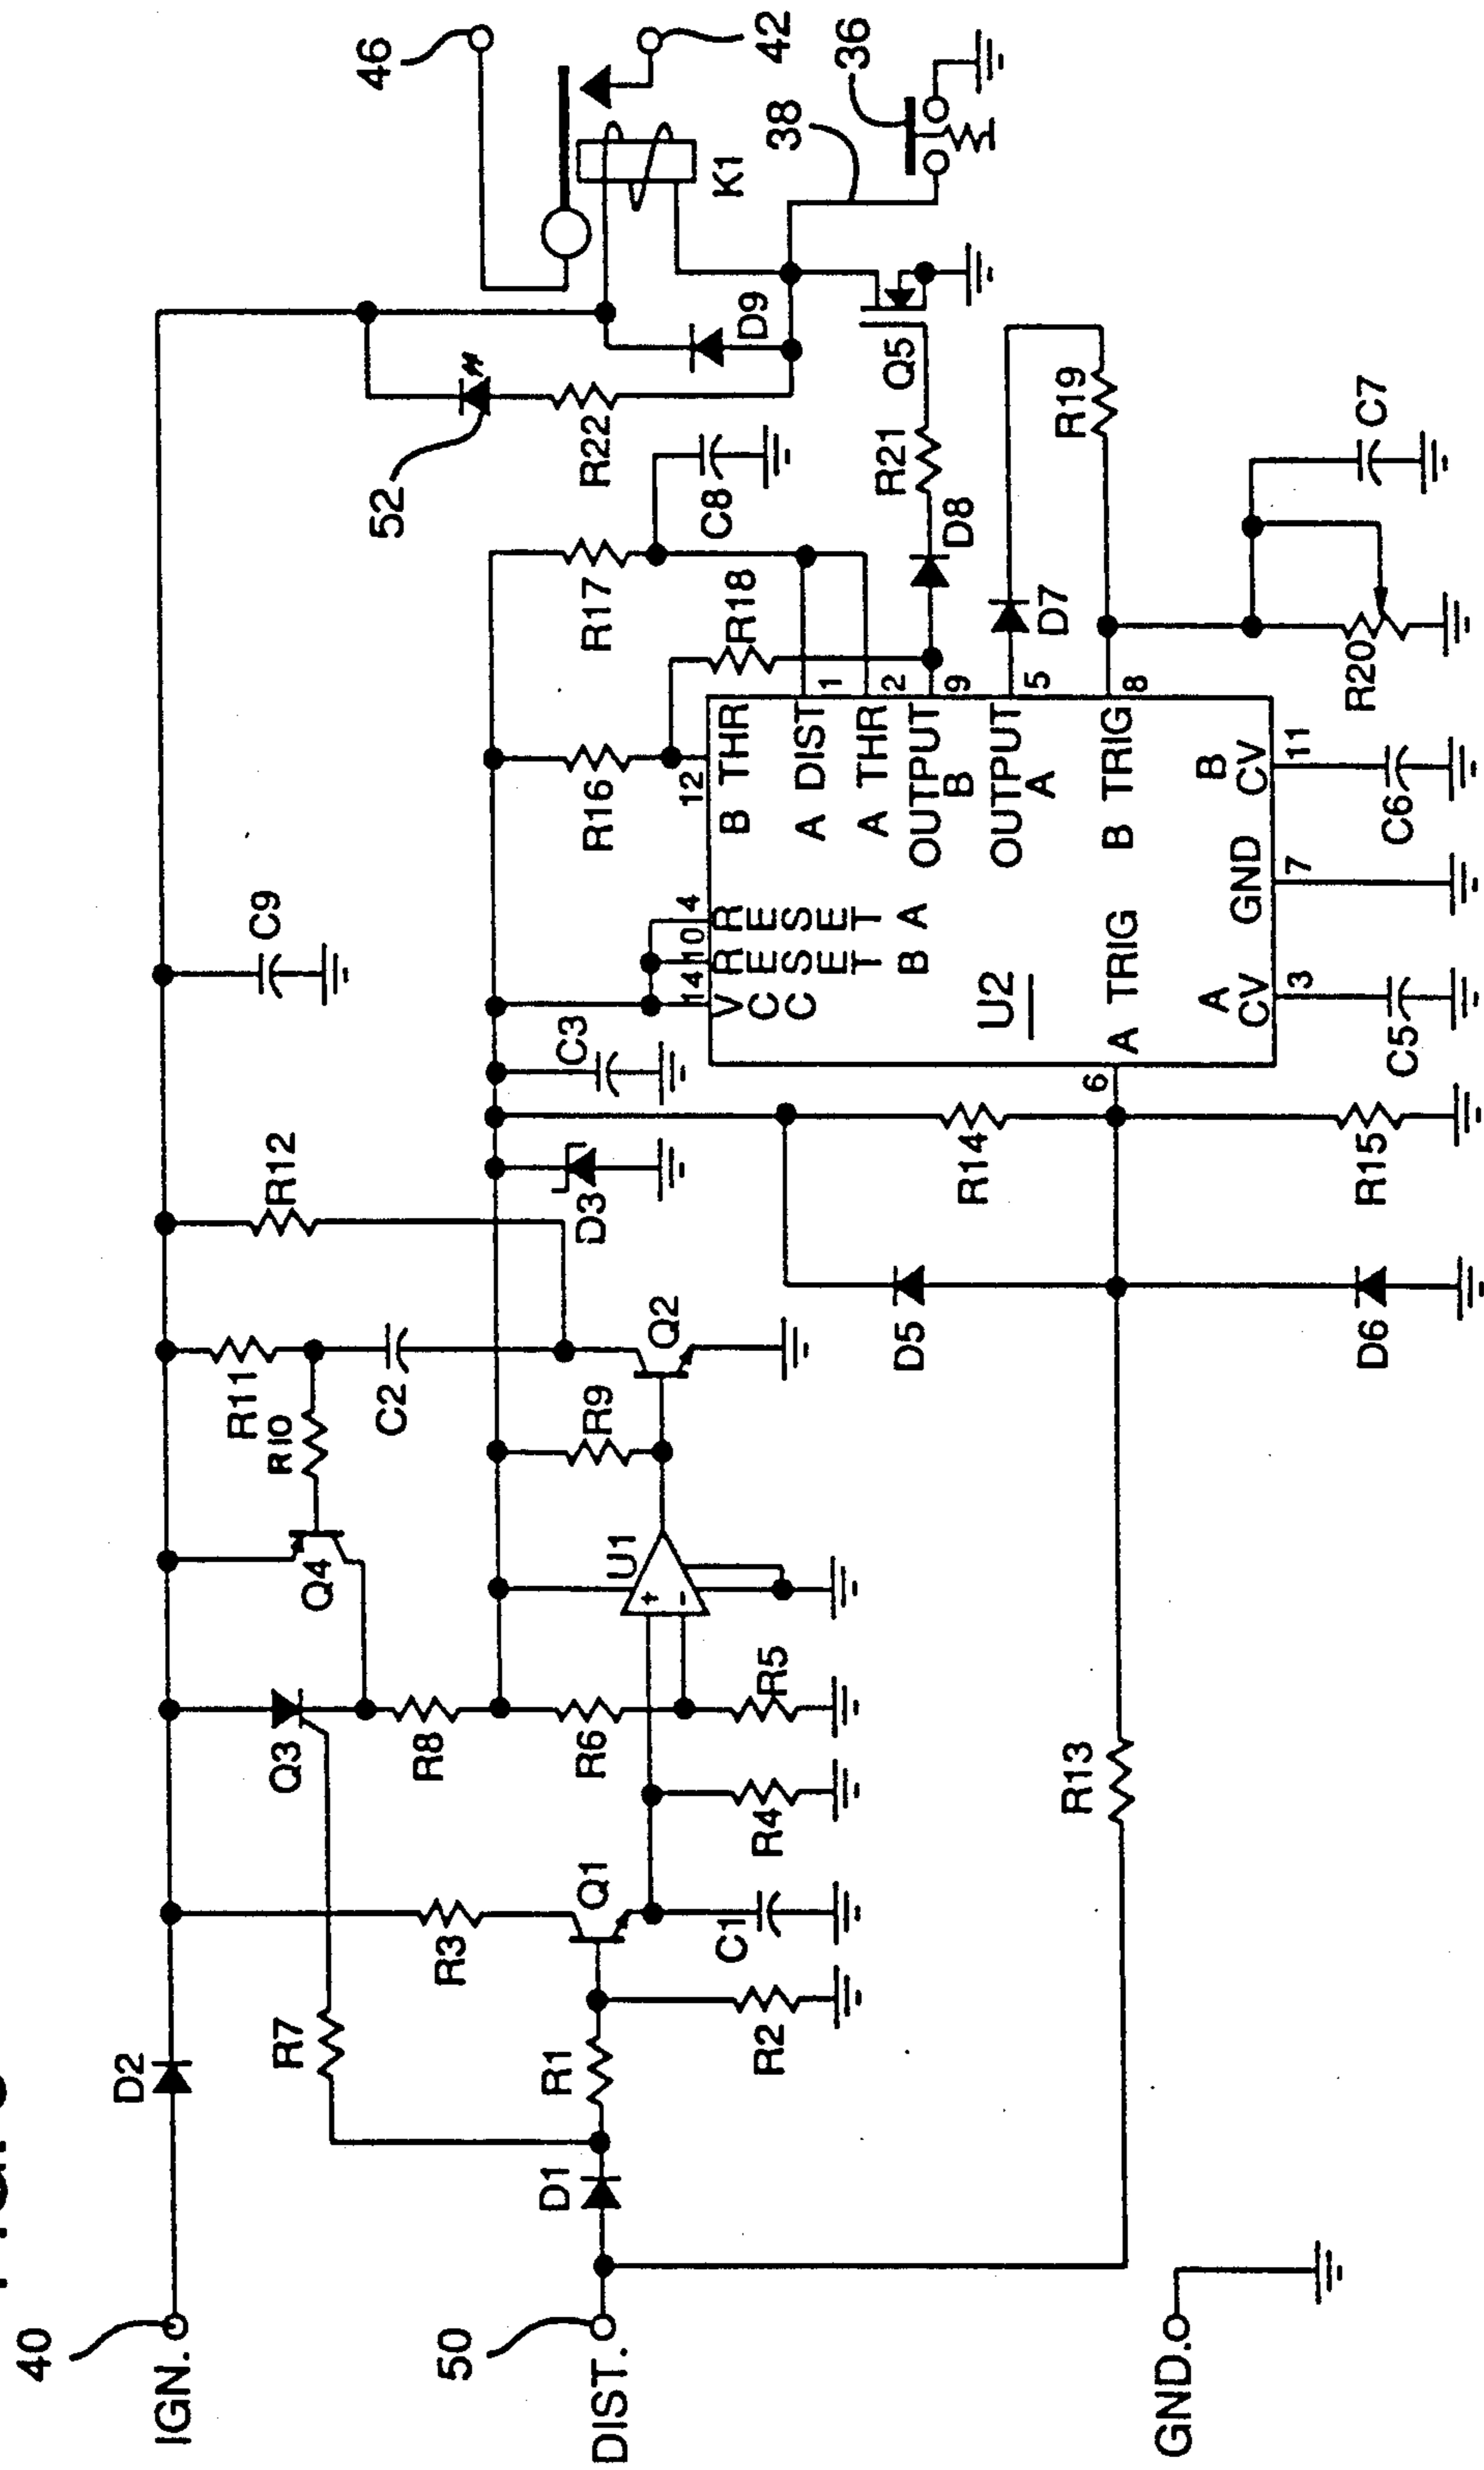 40
IGN.
D2
C9
46
42
R12
R11
R10
Q4
Q3
R7
R8
C2
52
R22
D9
K1
38
36
R3
Q1
R6
U1
+
-
R9
Q2
D3
C3
R16
R17
C8
R18
50
DIST.
D1
R1
R2
C1
R4
R5
14
10
4
12
VCC
RESET B
RESET A
B THR
A DIST
1
A THR
2
OUTPUT B
9
OUTPUT A
5
B TRIG
8
U2
6
A TRIG
A CV
3
GND
7
B CV
11
D8
R21
Q5
D7
R19
D5
R14
R13
D6
R15
C5
C6
R20
C7
GND.